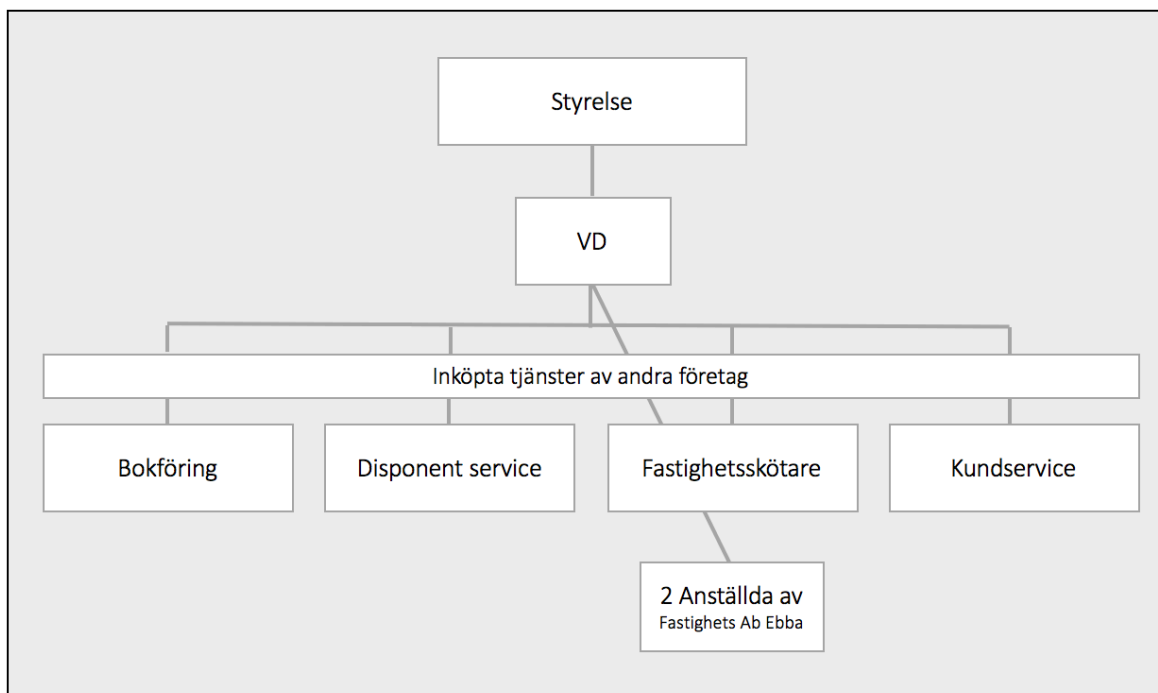 Styrelse
VD
Inköpta tjänster av andra företag
Bokföring
Disponent service
Fastighetsskötare
Kundservice
2 Anställda av
Fastighets Ab Ebba